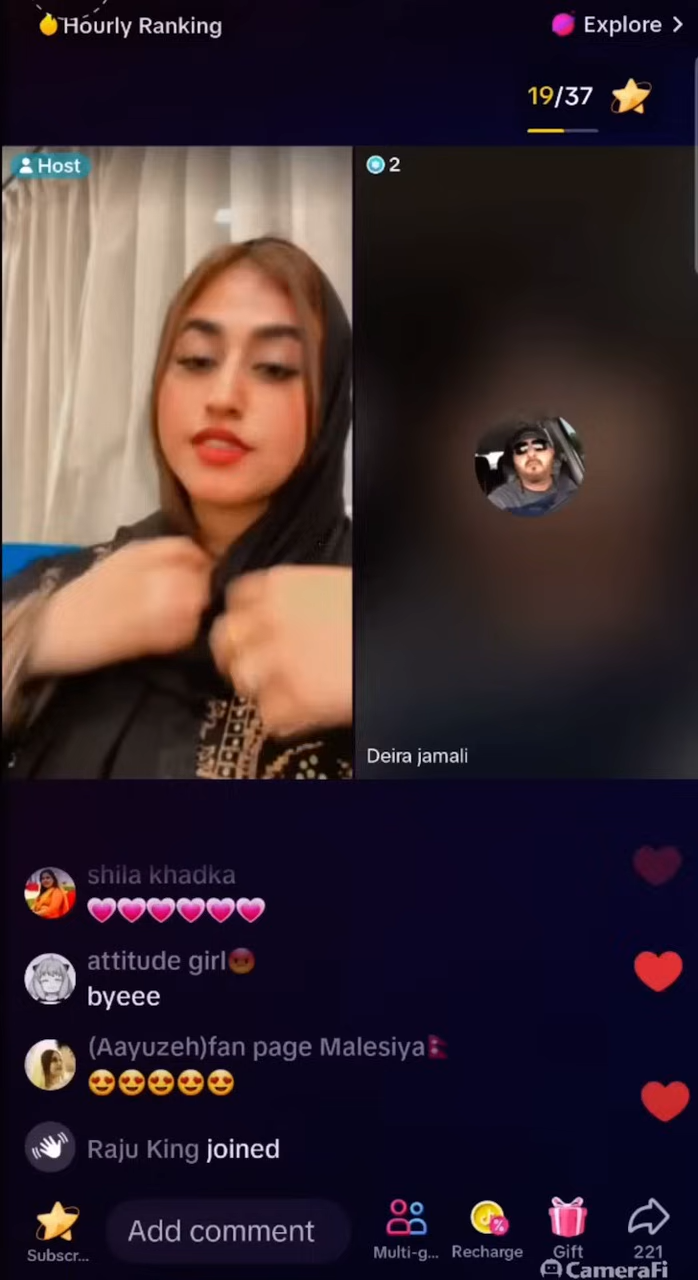 Hourly Ranking
Explore >
19/37
Host
2
Deira jamali
shila khadka
💗💗💗💗💗💗
attitude girl😡
byeee
(Aayuzeh)fan page Malesiya🇳🇵
😍😍😍😍😍
Raju King joined
Add comment
Subscr...
Multi-g...
Recharge
Gift
221
CameraFi